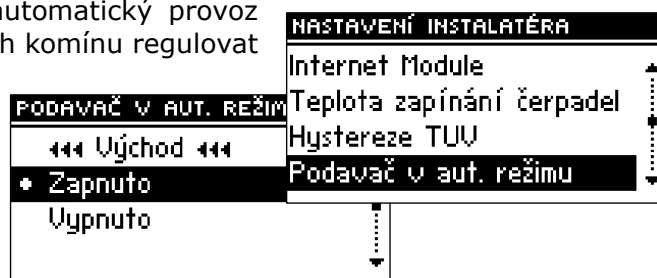 automatický provoz
h komínu regulovat
NASTAVENÍ INSTALATÉRA
Internet Module
Teplota zapínání čerpadel
Hystereze TUV
Podavač v aut. režimu
PODAVAČ V AUT. REŽIM
Východ
Zapnuto
Vypnuto